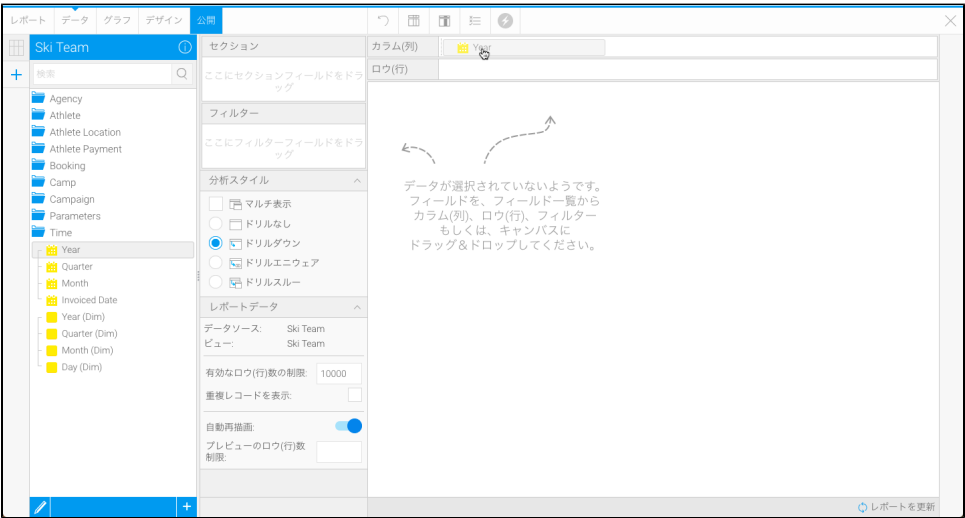 レポート データ グラフ デザイン 公開
Ski Team
検索
Agency
Athlete
Athlete Location
Athlete Payment
Booking
Camp
Campaign
Parameters
Time
Year
Quarter
Month
Invoiced Date
Year (Dim)
Quarter (Dim)
Month (Dim)
Day (Dim)
セクション
ここにセクションフィールドをドラ
ッグ
フィルター
ここにフィルターフィールドをドラ
ッグ
分析スタイル
マルチ表示
ドリルなし
ドリルダウン
ドリルエニウェア
ドリルスルー
レポートデータ
データソース: Ski Team
ビュー: Ski Team
有効なロウ(行)数の制限: 10000
重複レコードを表示:
自動再描画:
プレビューのロウ(行)数
制限:
カラム(列) Year
ロウ(行)
データが選択されていないようです。
フィールドを、フィールド一覧から
カラム(列)、ロウ(行)、フィルター
もしくは、キャンバスに
ドラッグ＆ドロップしてください。
レポートを更新